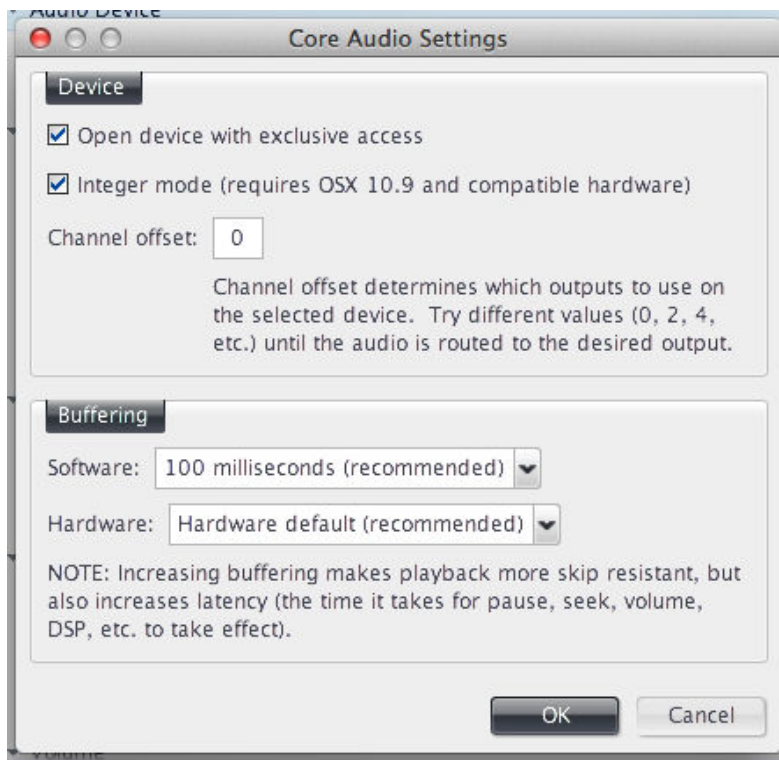 Audio Device
Core Audio Settings
Device
Open device with exclusive access
Integer mode (requires OSX 10.9 and compatible hardware)
Channel offset: 0
Channel offset determines which outputs to use on
the selected device. Try different values (0, 2, 4,
etc.) until the audio is routed to the desired output.
Buffering
Software: 100 milliseconds (recommended)
Hardware: Hardware default (recommended)
NOTE: Increasing buffering makes playback more skip resistant, but
also increases latency (the time it takes for pause, seek, volume,
DSP, etc. to take effect).
OK Cancel
Volume